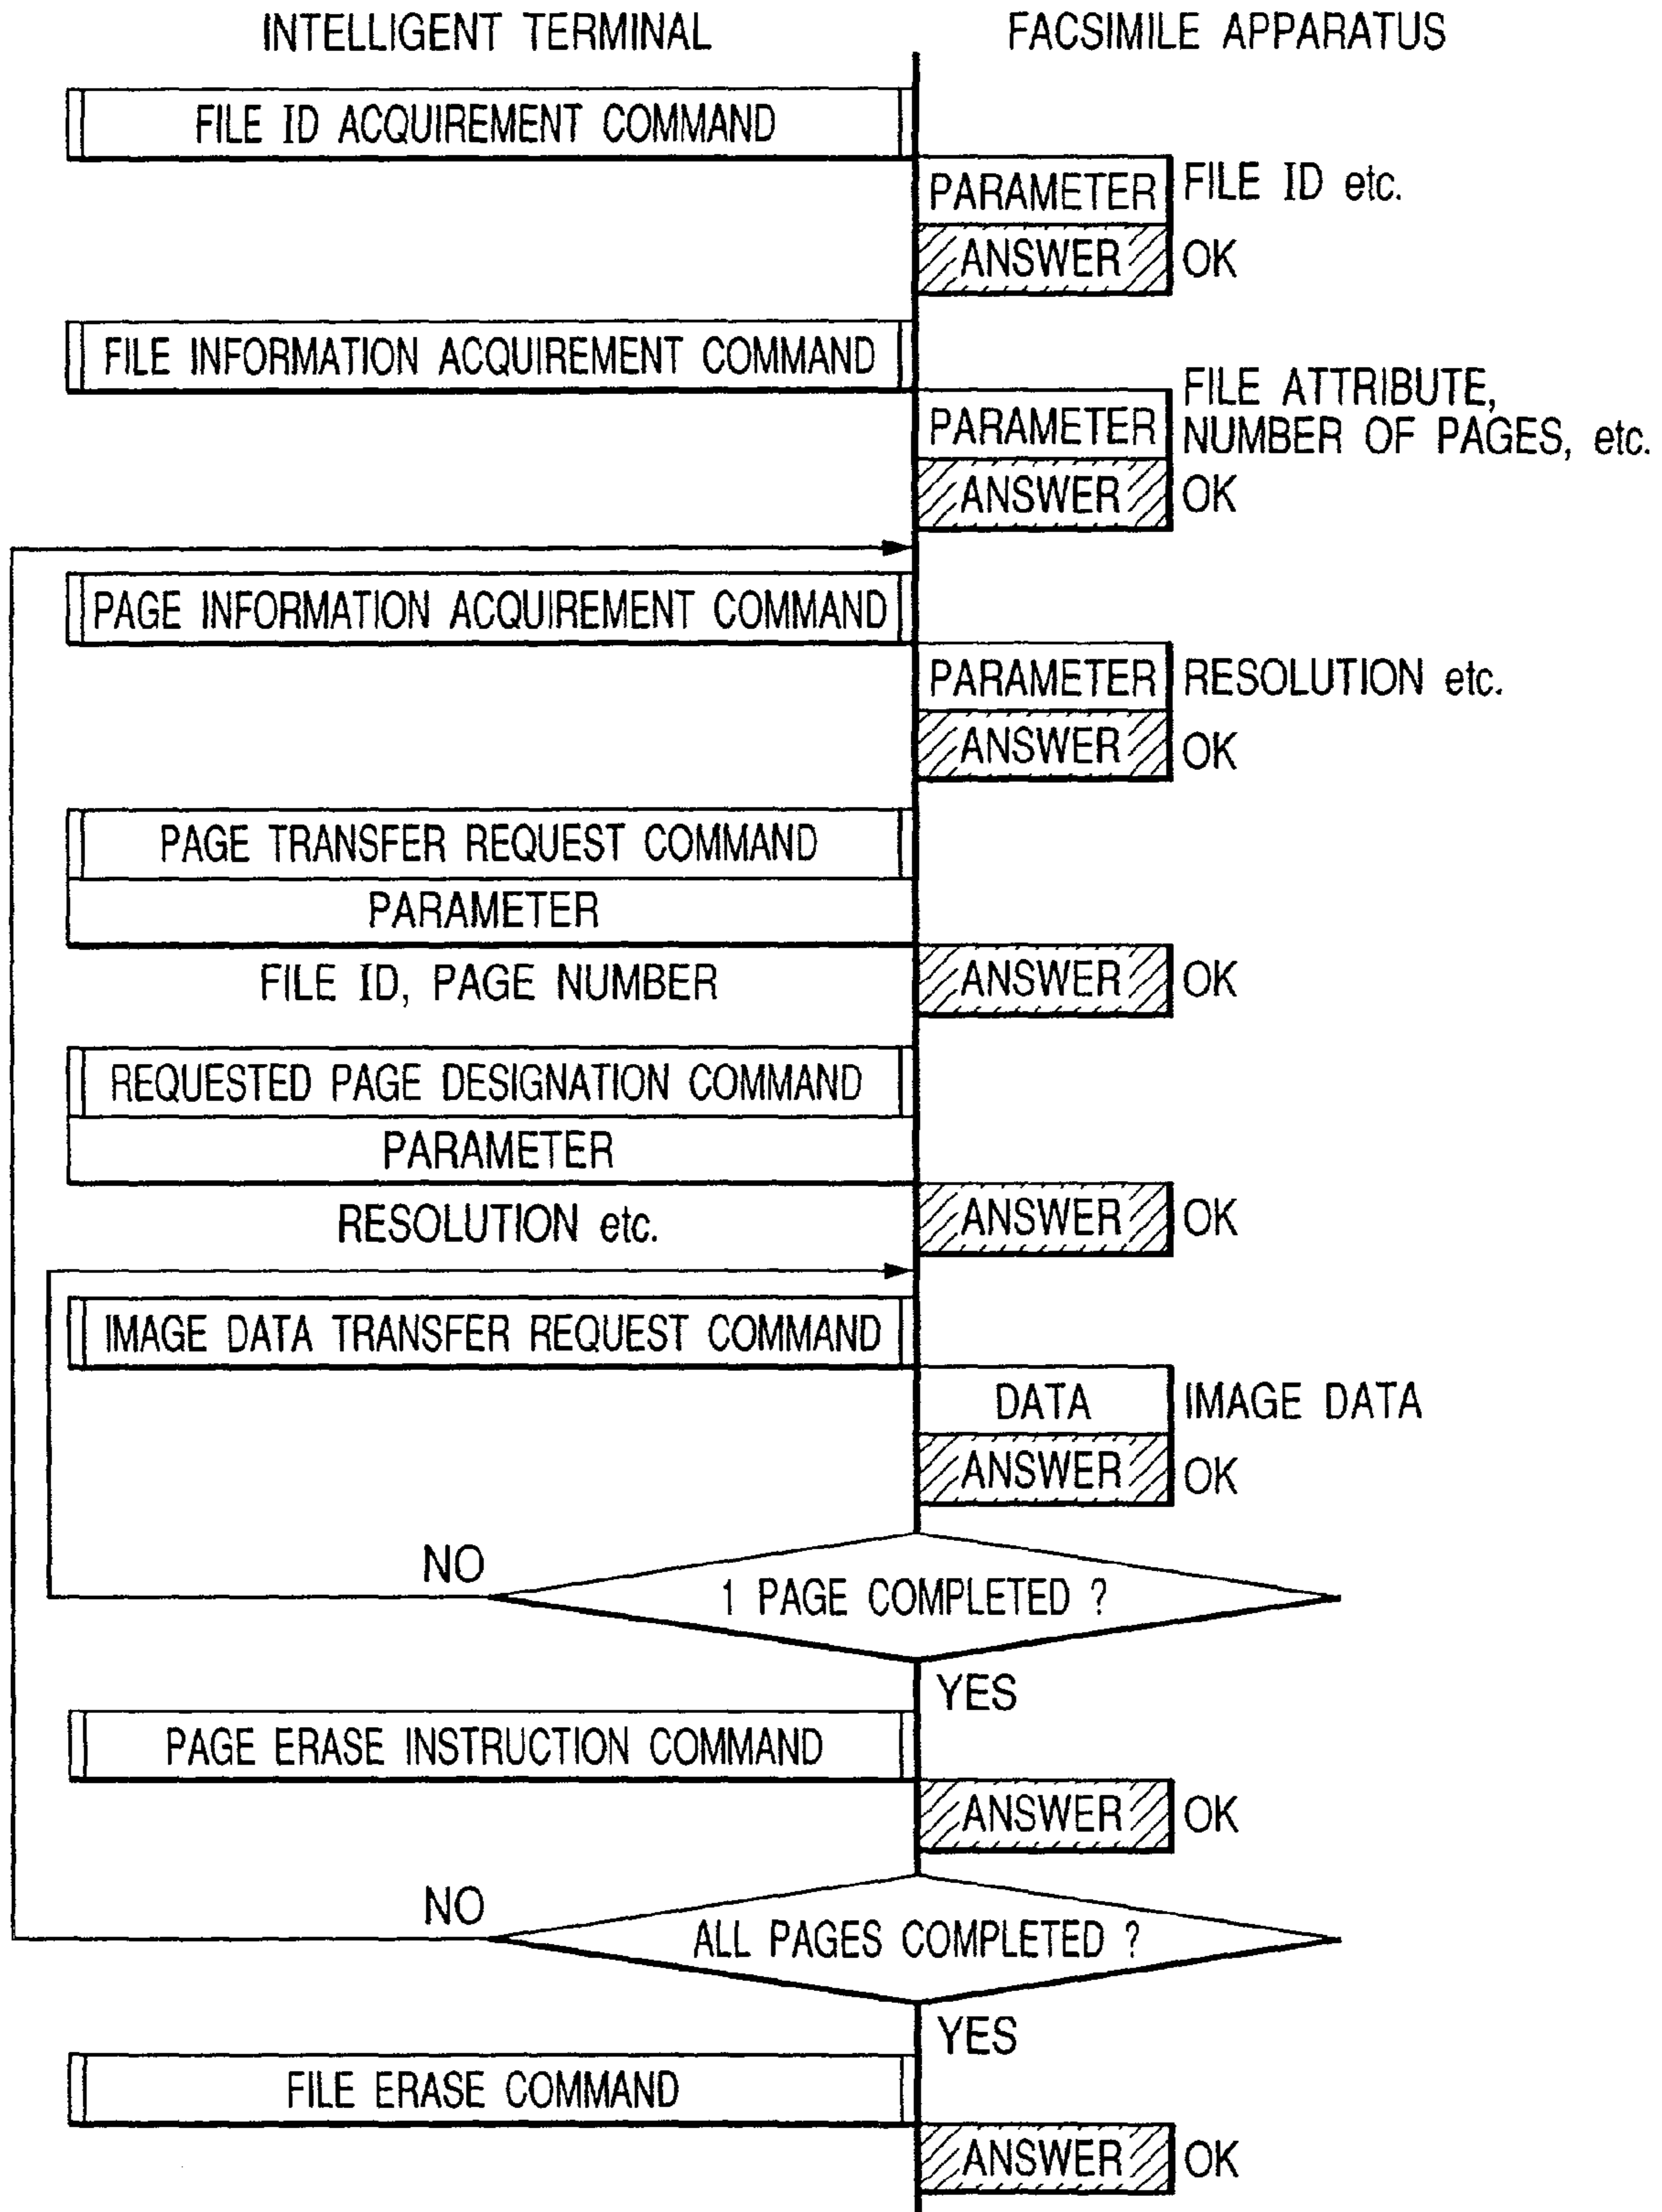 INTELLIGENT TERMINAL
FACSIMILE APPARATUS
FILE ID ACQUIREMENT COMMAND
PARAMETER
FILE ID etc.
ANSWER
OK
FILE INFORMATION ACQUIREMENT COMMAND
FILE ATTRIBUTE,
PARAMETER
NUMBER OF PAGES, etc.
ANSWER
OK
PAGE INFORMATION ACQUIREMENT COMMAND
PARAMETER
RESOLUTION etc.
ANSWER
OK
PAGE TRANSFER REQUEST COMMAND
PARAMETER
FILE ID, PAGE NUMBER
ANSWER
OK
REQUESTED PAGE DESIGNATION COMMAND
PARAMETER
RESOLUTION etc.
ANSWER
OK
IMAGE DATA TRANSFER REQUEST COMMAND
DATA
IMAGE DATA
ANSWER
OK
NO
1 PAGE COMPLETED ?
YES
PAGE ERASE INSTRUCTION COMMAND
ANSWER
OK
NO
ALL PAGES COMPLETED ?
YES
FILE ERASE COMMAND
ANSWER
OK